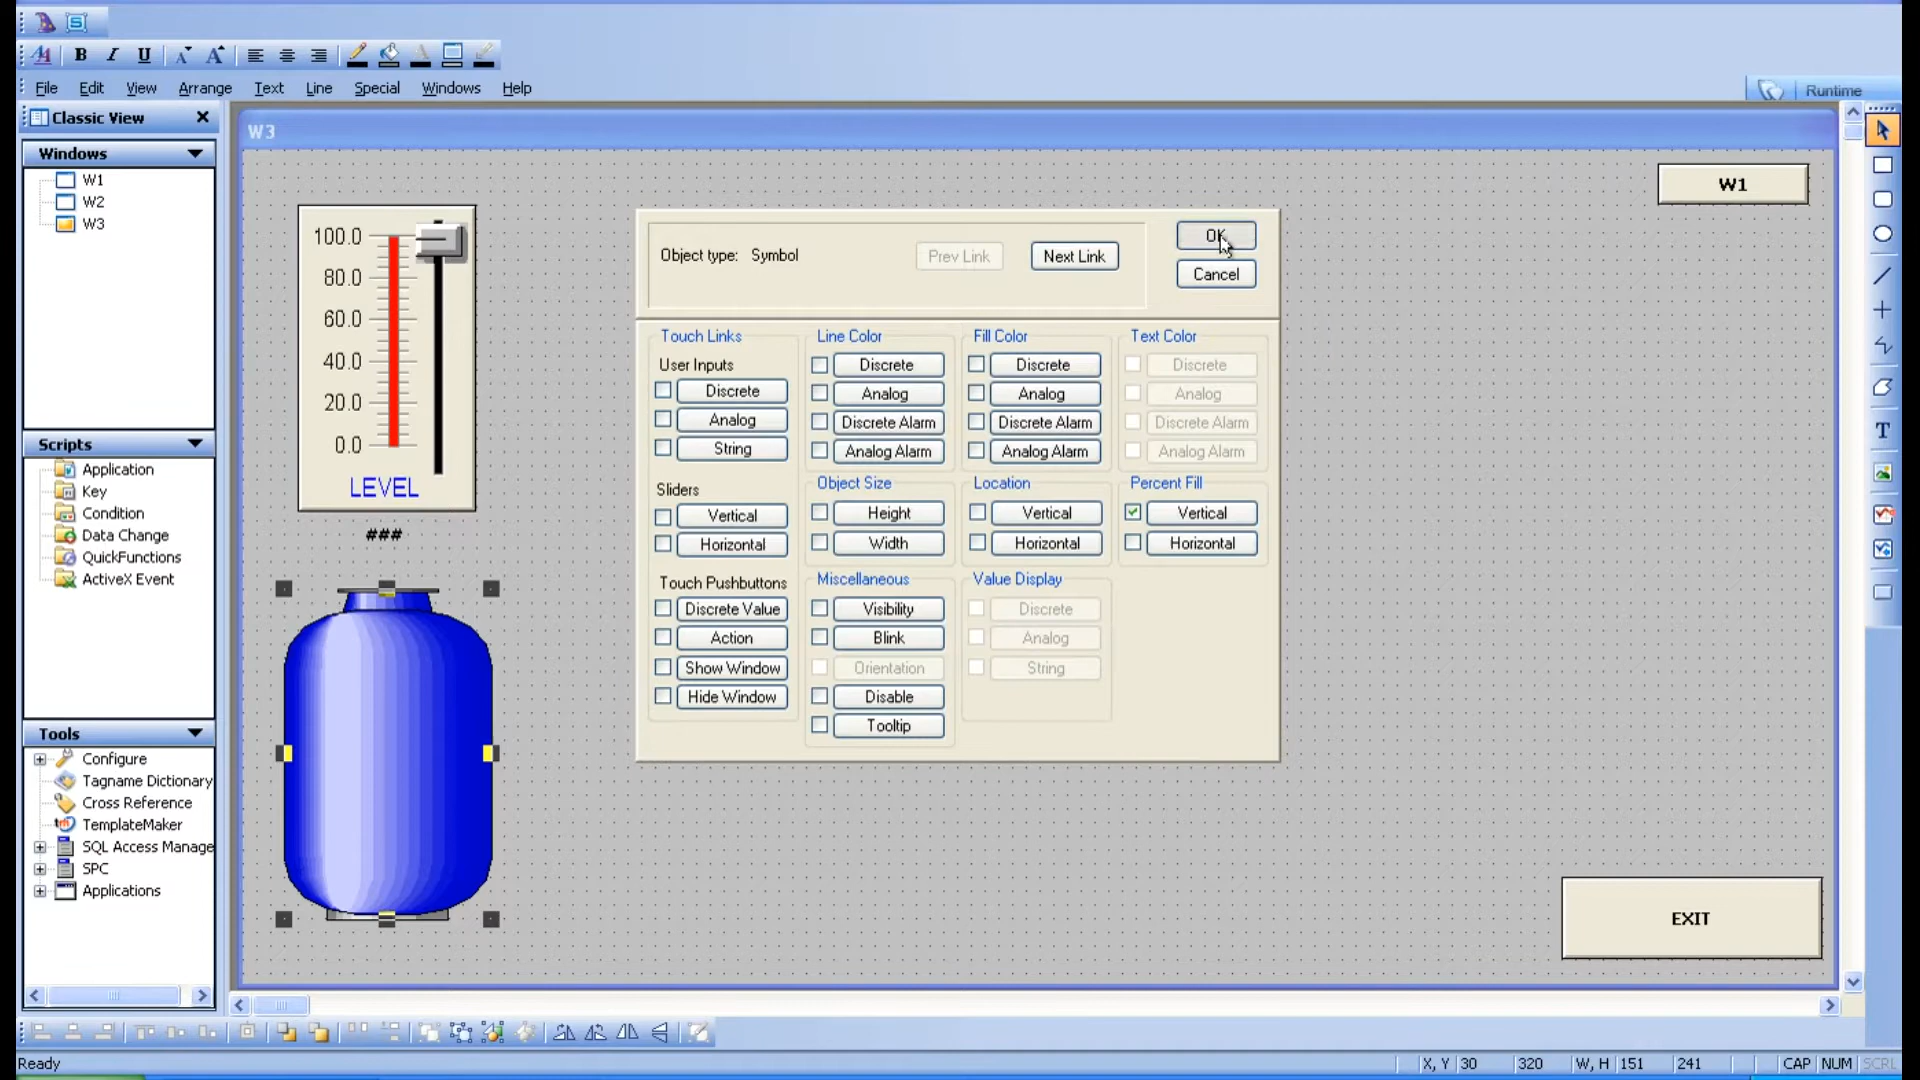 B I U A A
File Edit View Arrange Text Line Special Windows Help
Runtime
Classic View
Windows
W1
W2
W3
Scripts
Application
Key
Condition
Data Change
QuickFunctions
ActiveX Event
Tools
Configure
Tagname Dictionary
Cross Reference
TemplateMaker
SQL Access Manage
SPC
Applications
W3
W1
100.0
80.0
60.0
40.0
20.0
0.0
LEVEL
###
Object type: Symbol
Prev Link
Next Link
OK
Cancel
Touch Links
User Inputs
Discrete
Analog
String
Sliders
Vertical
Horizontal
Touch Pushbuttons
Discrete Value
Action
Show Window
Hide Window
Line Color
Discrete
Analog
Discrete Alarm
Analog Alarm
Object Size
Height
Width
Miscellaneous
Visibility
Blink
Orientation
Disable
Tooltip
Fill Color
Discrete
Analog
Discrete Alarm
Analog Alarm
Location
Vertical
Horizontal
Value Display
Discrete
Analog
String
Text Color
Discrete
Analog
Discrete Alarm
Analog Alarm
Percent Fill
Vertical
Horizontal
EXIT
T
Ready
X, Y 30 320 W, H 151 241 CAP NUM SCRL